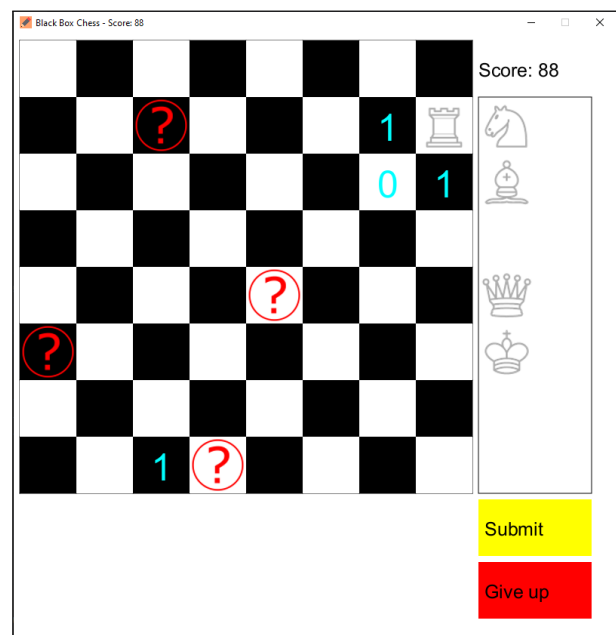 Black Box Chess - Score: 88
Score: 88
? 1
0 1
?
?
1 ?
Submit
Give up